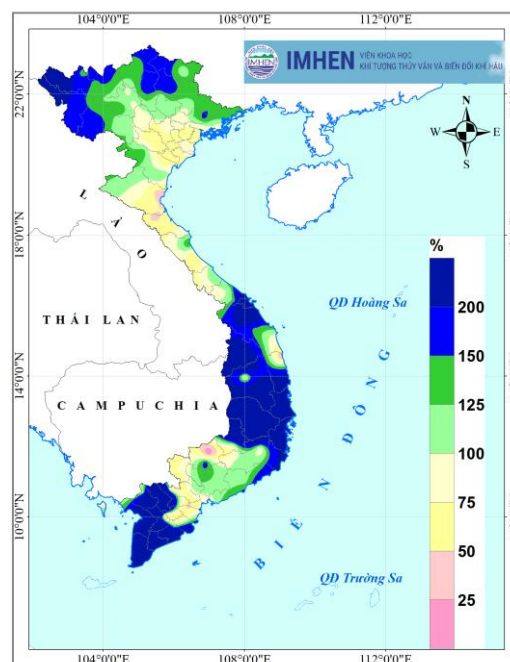 104°0'0"E 108°0'0"E 112°0'0"E
IMHEN
VIỆN KHOA HỌC
KHÍ TƯỢNG THỦY VĂN VÀ BIẾN ĐỔI KHÍ HẬU
22°0'0"N
N
W E
S
LÀO
18°0'0"N
%
QĐ Hoàng Sa
200
THÁI LAN
150
14°0'0"N
125
CAMPUCHIA
100
BIỂN ĐÔNG
75
10°0'0"N
50
QĐ Trường Sa
25
104°0'0"E 108°0'0"E 112°0'0"E